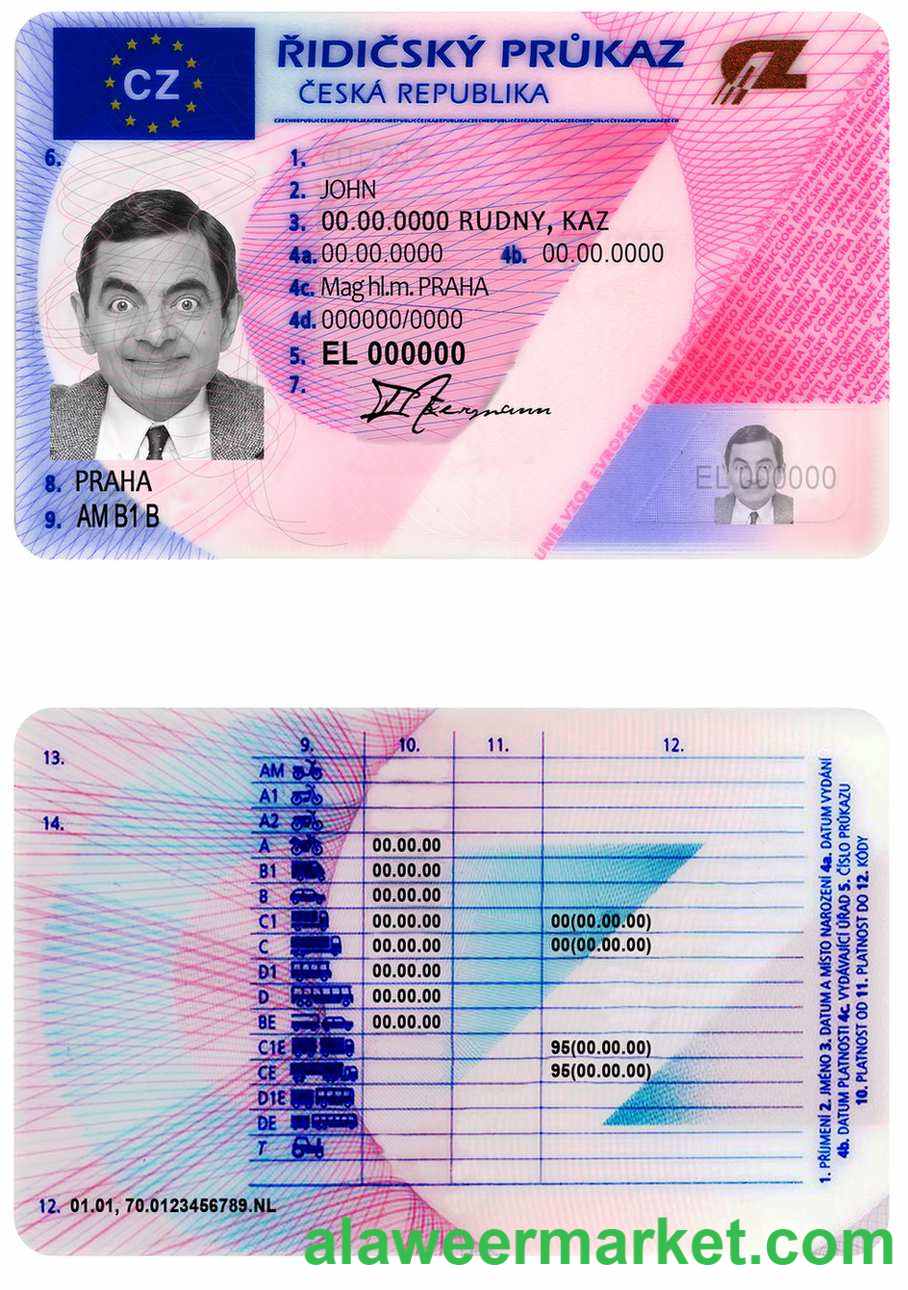 CZ
ŘIDIČSKÝ PRŮKAZ
ČESKÁ REPUBLIKA
6.
1.
2. JOHN
3. 00.00.0000 RUDNY, KAZ
4a. 00.00.0000 4b. 00.00.0000
4c. Mag hl.m. PRAHA
4d. 000000/0000
5. EL 000000
7.
EL 000000
8. PRAHA
9. AM B1 B
13.
14.
9. 10. 11. 12.
AM
A1
A2
A 00.00.00
B1 00.00.00
B 00.00.00
C1 00.00.00 00(00.00.00)
C 00.00.00 00(00.00.00)
D1 00.00.00
D 00.00.00
BE 00.00.00
C1E 95(00.00.00)
CE 95(00.00.00)
D1E
DE
T
1. PŘÍJMENÍ 2. JMÉNO 3. DATUM A MÍSTO NAROZENÍ 4a. DATUM VYDÁNÍ
4b. DATUM PLATNOSTI 4c. VYDÁVAJÍCÍ ÚŘAD 5. ČÍSLO PRŮKAZU
10. PLATNOST OD 11. PLATNOST DO 12. KÓDY
12. 01.01, 70.0123456789.NL
alaweermarket.com